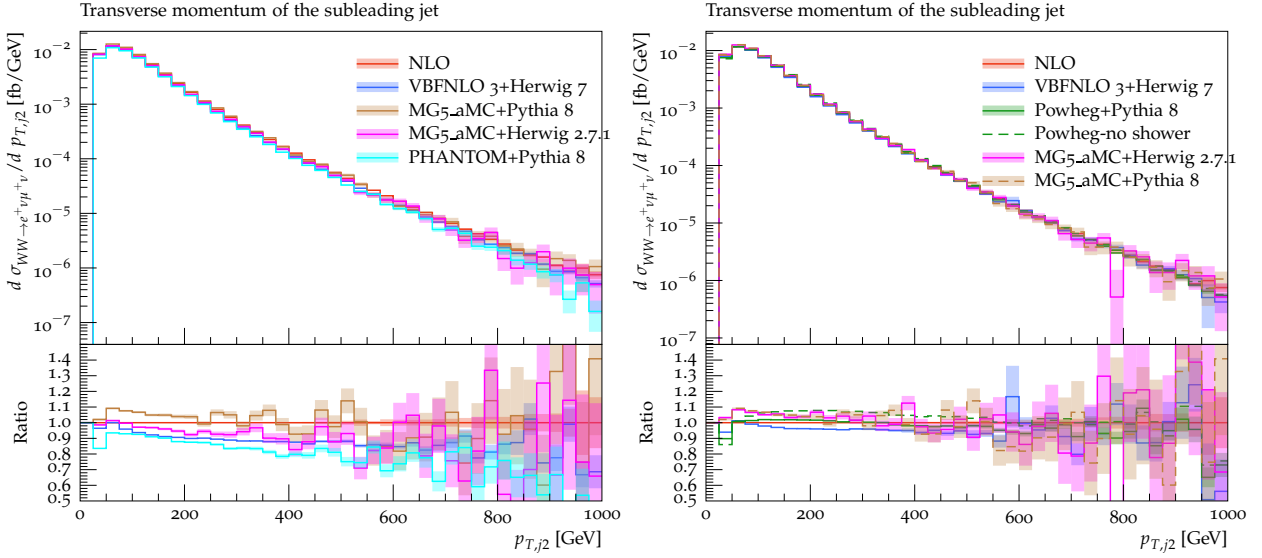 Transverse momentum of the subleading jet
10⁻²
10⁻³
10⁻⁴
10⁻⁵
10⁻⁶
10⁻⁷
d σ_{WW→e⁺νμ⁺ν}/d p_{T,j2} [fb/GeV]
NLO
VBFNLO 3+Herwig 7
MG5_aMC+Pythia 8
MG5_aMC+Herwig 2.7.1
PHANTOM+Pythia 8
1.4
1.3
1.2
1.1
1.0
0.9
0.8
0.7
0.6
0.5
Ratio
0 200 400 600 800 1000
p_{T,j2} [GeV]
Transverse momentum of the subleading jet
10⁻²
10⁻³
10⁻⁴
10⁻⁵
10⁻⁶
10⁻⁷
d σ_{WW→e⁺νμ⁺ν}/d p_{T,j2} [fb/GeV]
NLO
VBFNLO 3+Herwig 7
Powheg+Pythia 8
Powheg-no shower
MG5_aMC+Herwig 2.7.1
MG5_aMC+Pythia 8
1.4
1.3
1.2
1.1
1.0
0.9
0.8
0.7
0.6
0.5
Ratio
0 200 400 600 800 1000
p_{T,j2} [GeV]